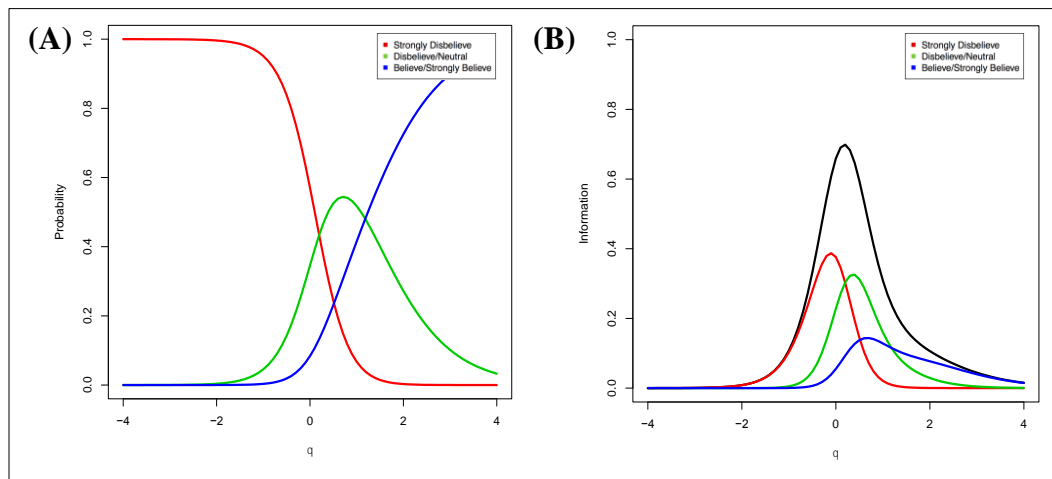 (A)
Strongly Disbelieve
Disbelieve/Neutral
Believe/Strongly Believe
Probability
1.0
0.8
0.6
0.4
0.2
0.0
−4
−2
0
2
4
q
(B)
Strongly Disbelieve
Disbelieve/Neutral
Believe/Strongly Believe
Information
1.0
0.8
0.6
0.4
0.2
0.0
−4
−2
0
2
4
q